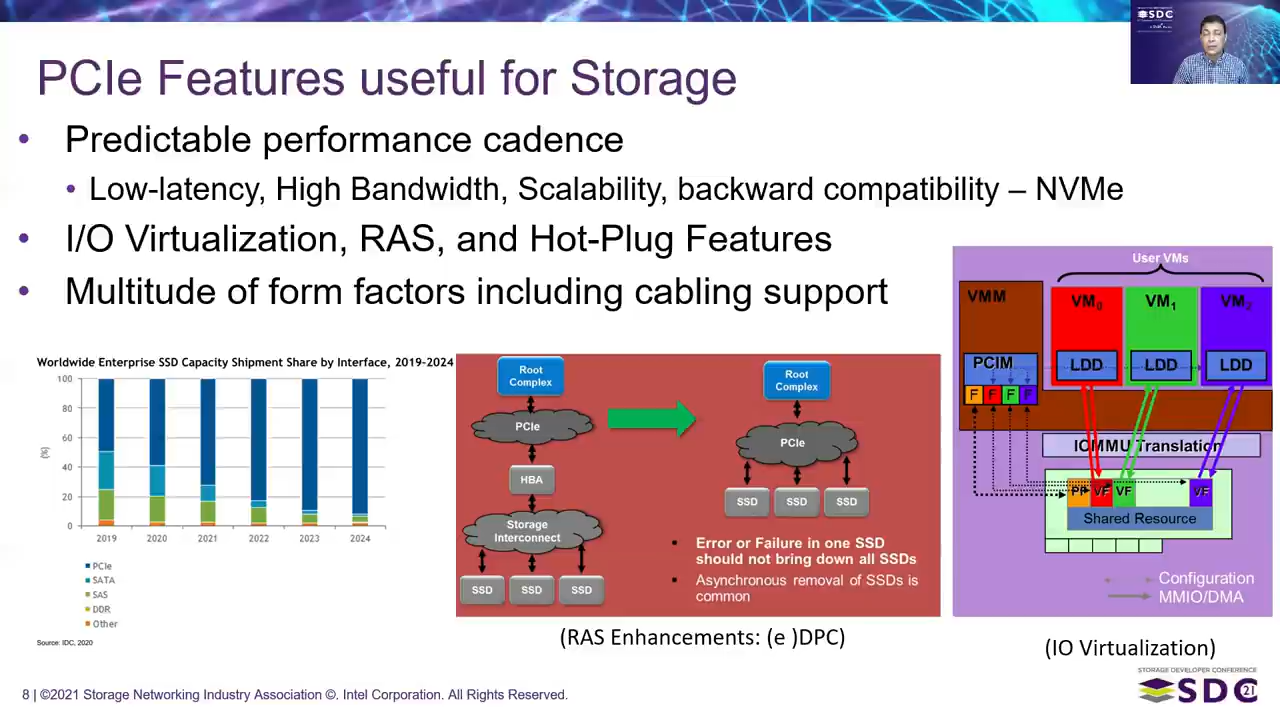 SDC
PCIe Features useful for Storage
• Predictable performance cadence
• Low-latency, High Bandwidth, Scalability, backward compatibility – NVMe
• I/O Virtualization, RAS, and Hot-Plug Features
• Multitude of form factors including cabling support
Worldwide Enterprise SSD Capacity Shipment Share by Interface, 2019-2024
(%)
100
80
60
40
20
0
2019 2020 2021 2022 2023 2024
PCIe
SATA
SAS
DDR
Other
Source: IDC, 2020
Root
Complex
PCIe
HBA
Storage
Interconnect
SSD SSD SSD
Root
Complex
PCIe
SSD SSD SSD
▪ Error or Failure in one SSD
should not bring down all SSDs
▪ Asynchronous removal of SSDs is
common
(RAS Enhancements: (e )DPC)
User VMs
VMM
VM0 VM1 VM2
PCIM
LDD LDD LDD
F F F F
IOMMU Translation
PF VF VF VF
Shared Resource
Configuration
MMIO/DMA
(IO Virtualization)
8 | ©2021 Storage Networking Industry Association ©. Intel Corporation. All Rights Reserved.
STORAGE DEVELOPER CONFERENCE
SDC 21